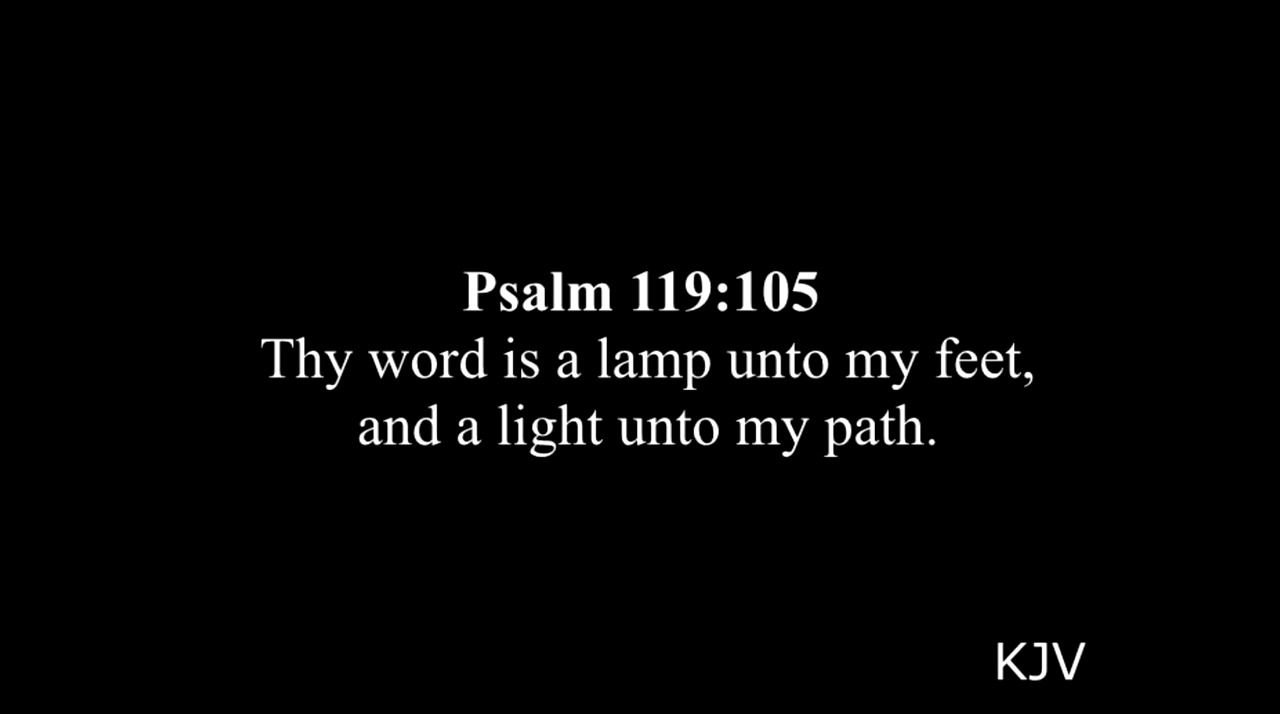 Psalm 119:105
Thy word is a lamp unto my feet,
and a light unto my path.
KJV